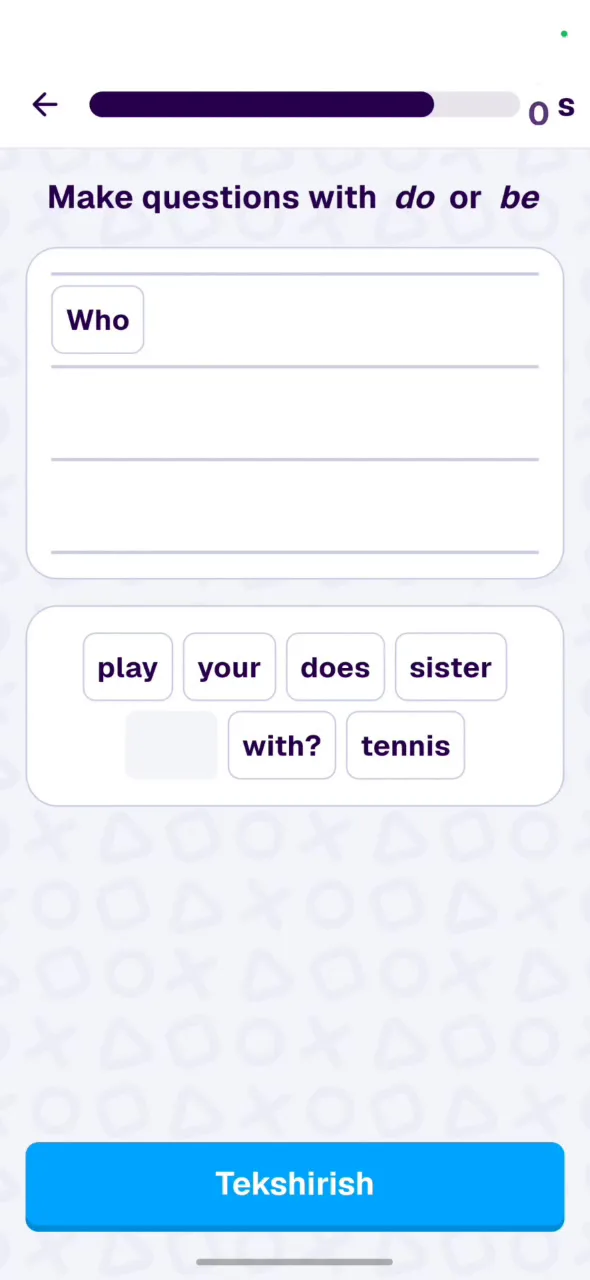 0 s
Make questions with do or be
Who
play your does sister
with? tennis
Tekshirish